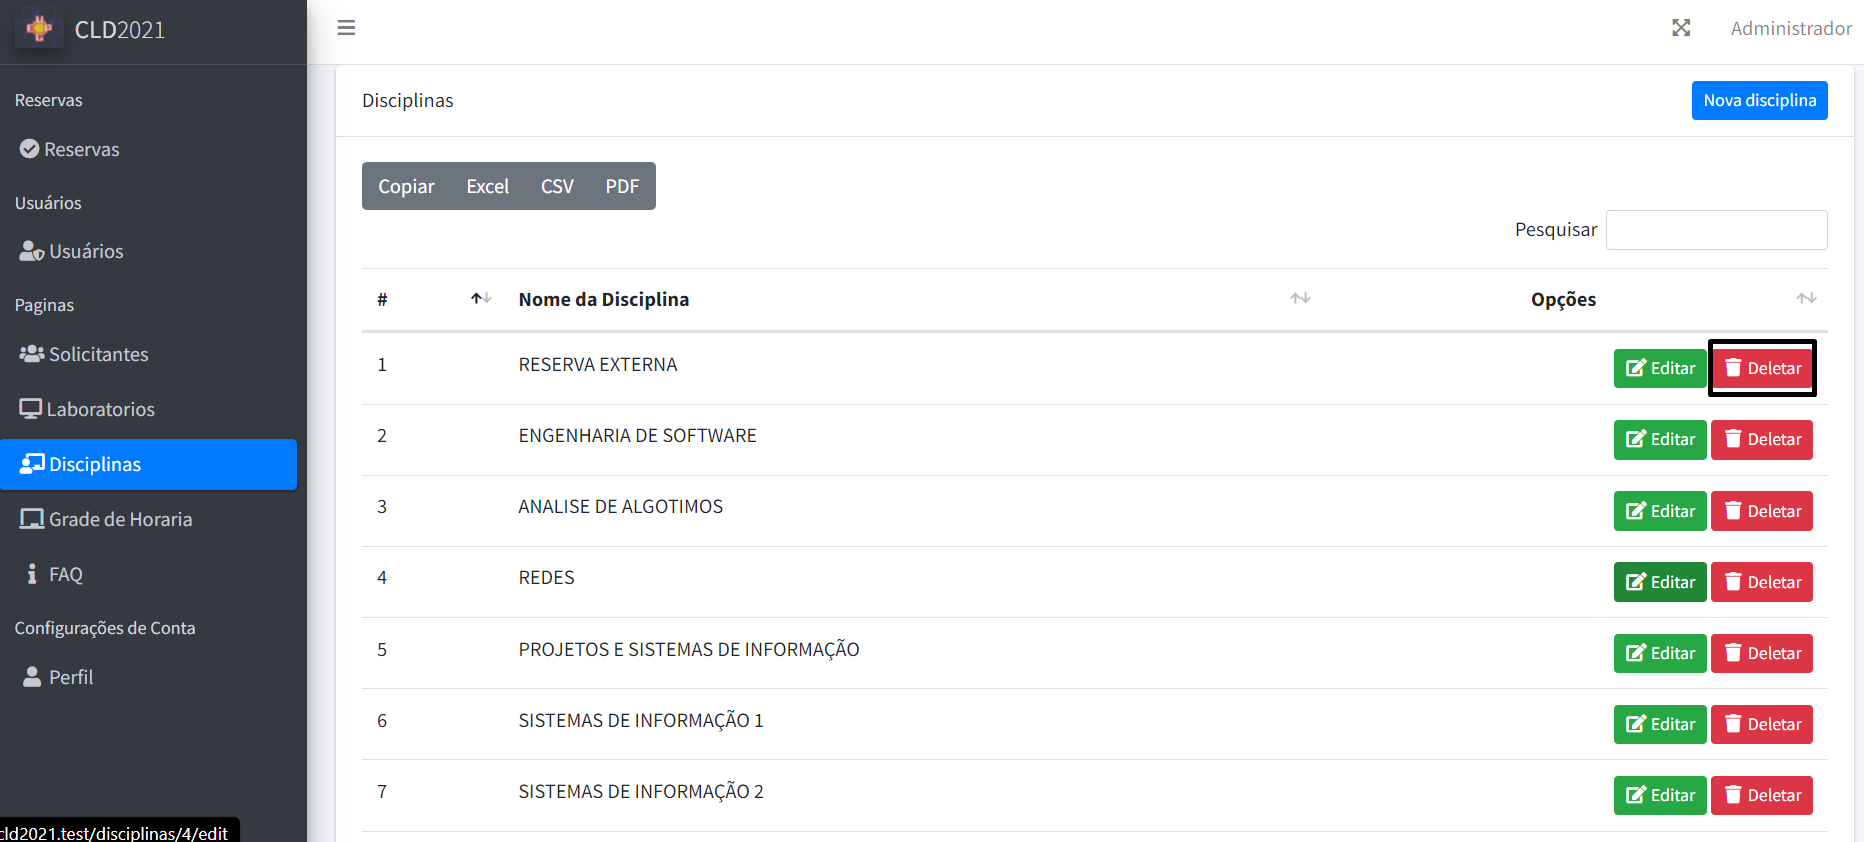 CLD2021
Administrador
Reservas
Reservas
Usuários
Usuários
Paginas
Solicitantes
Laboratorios
Disciplinas
Grade de Horaria
FAQ
Configurações de Conta
Perfil
cld2021.test/disciplinas/4/edit
Disciplinas
Nova disciplina
Copiar Excel CSV PDF
Pesquisar
# Nome da Disciplina Opções
1 RESERVA EXTERNA Editar Deletar
2 ENGENHARIA DE SOFTWARE Editar Deletar
3 ANALISE DE ALGOTIMOS Editar Deletar
4 REDES Editar Deletar
5 PROJETOS E SISTEMAS DE INFORMAÇÃO Editar Deletar
6 SISTEMAS DE INFORMAÇÃO 1 Editar Deletar
7 SISTEMAS DE INFORMAÇÃO 2 Editar Deletar